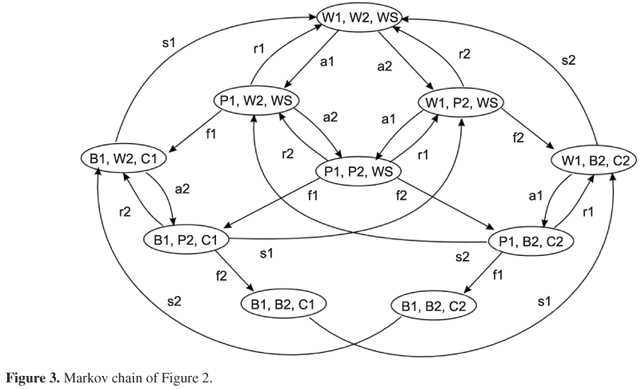 W1, W2, WS
s1
r1
a1
a2
r2
s2
P1, W2, WS
a2
a1
W1, P2, WS
f1
r2
r1
f2
B1, W2, C1
P1, P2, WS
W1, B2, C2
a2
f1
f2
a1
r2
r1
B1, P2, C1
s1
s2
P1, B2, C2
f2
f1
s2
B1, B2, C1
B1, B2, C2
s1
Figure 3. Markov chain of Figure 2.